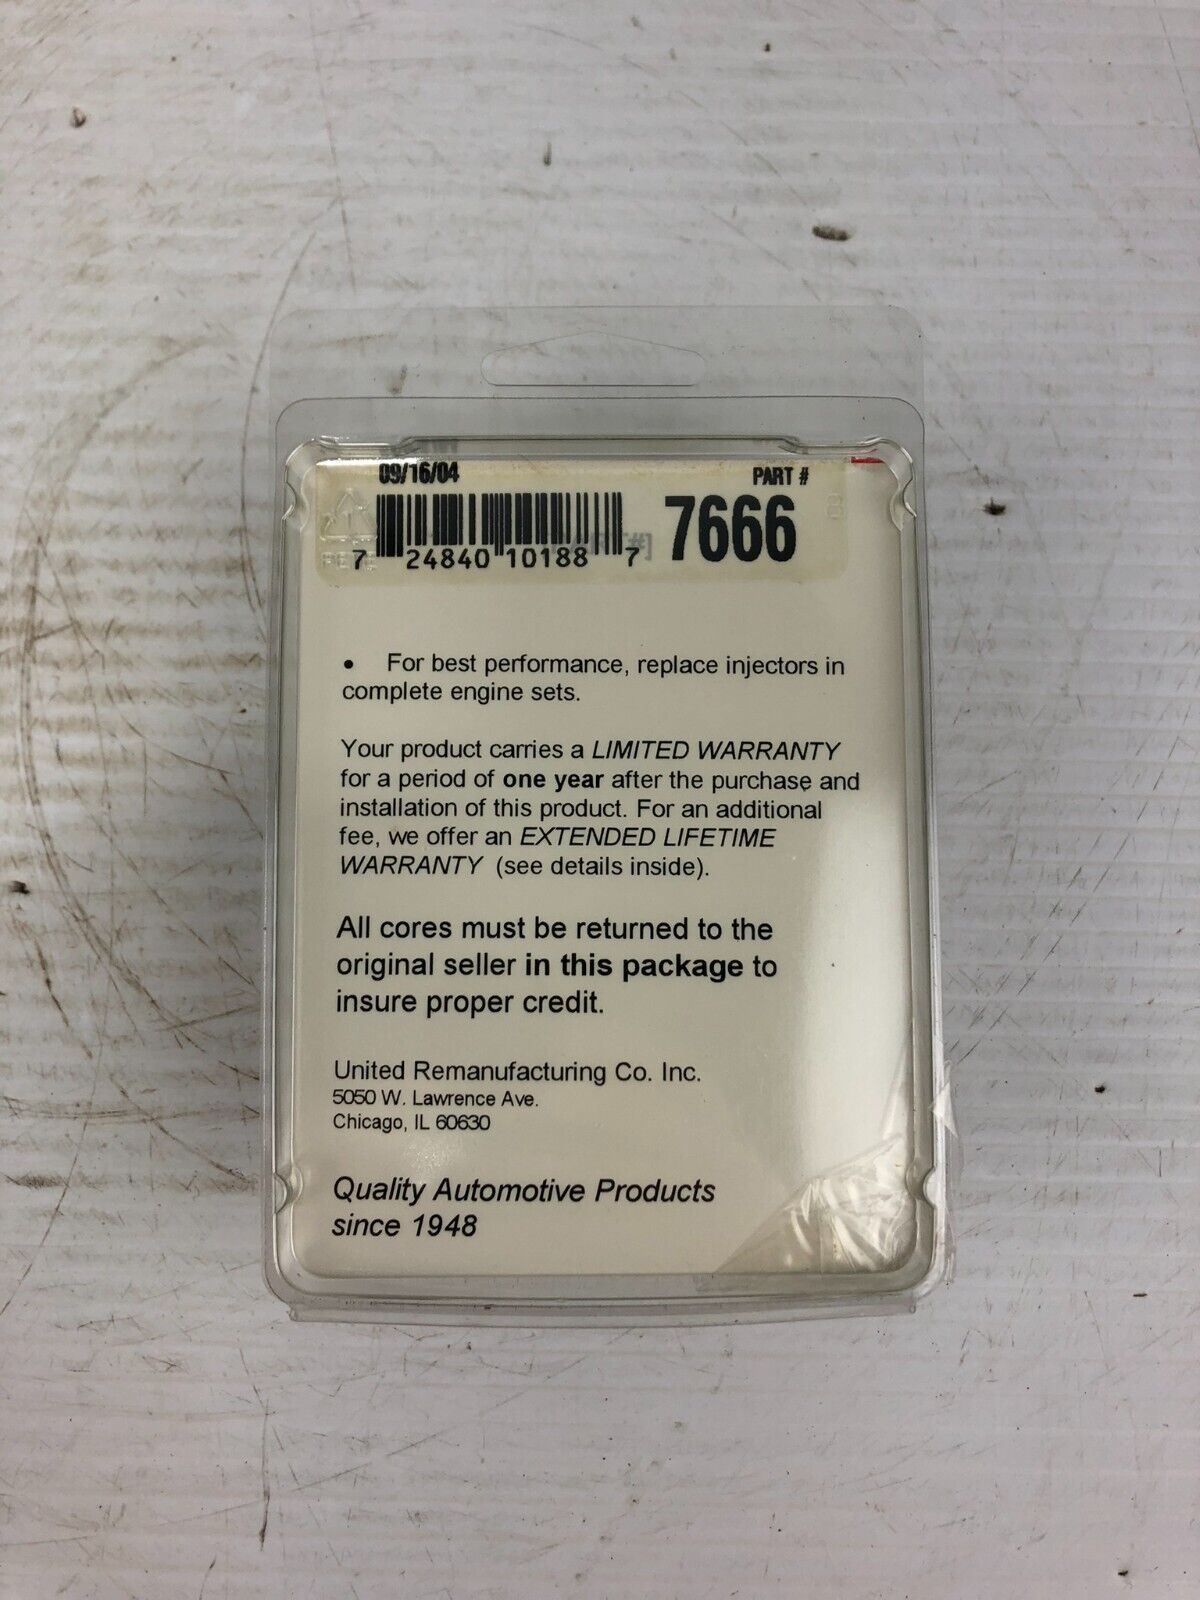 09/16/04
PART #
7666
7 24840 10188 7
• For best performance, replace injectors in
complete engine sets.
Your product carries a LIMITED WARRANTY
for a period of one year after the purchase and
installation of this product. For an additional
fee, we offer an EXTENDED LIFETIME
WARRANTY (see details inside).
All cores must be returned to the
original seller in this package to
insure proper credit.
United Remanufacturing Co. Inc.
5050 W. Lawrence Ave.
Chicago, IL 60630
Quality Automotive Products
since 1948